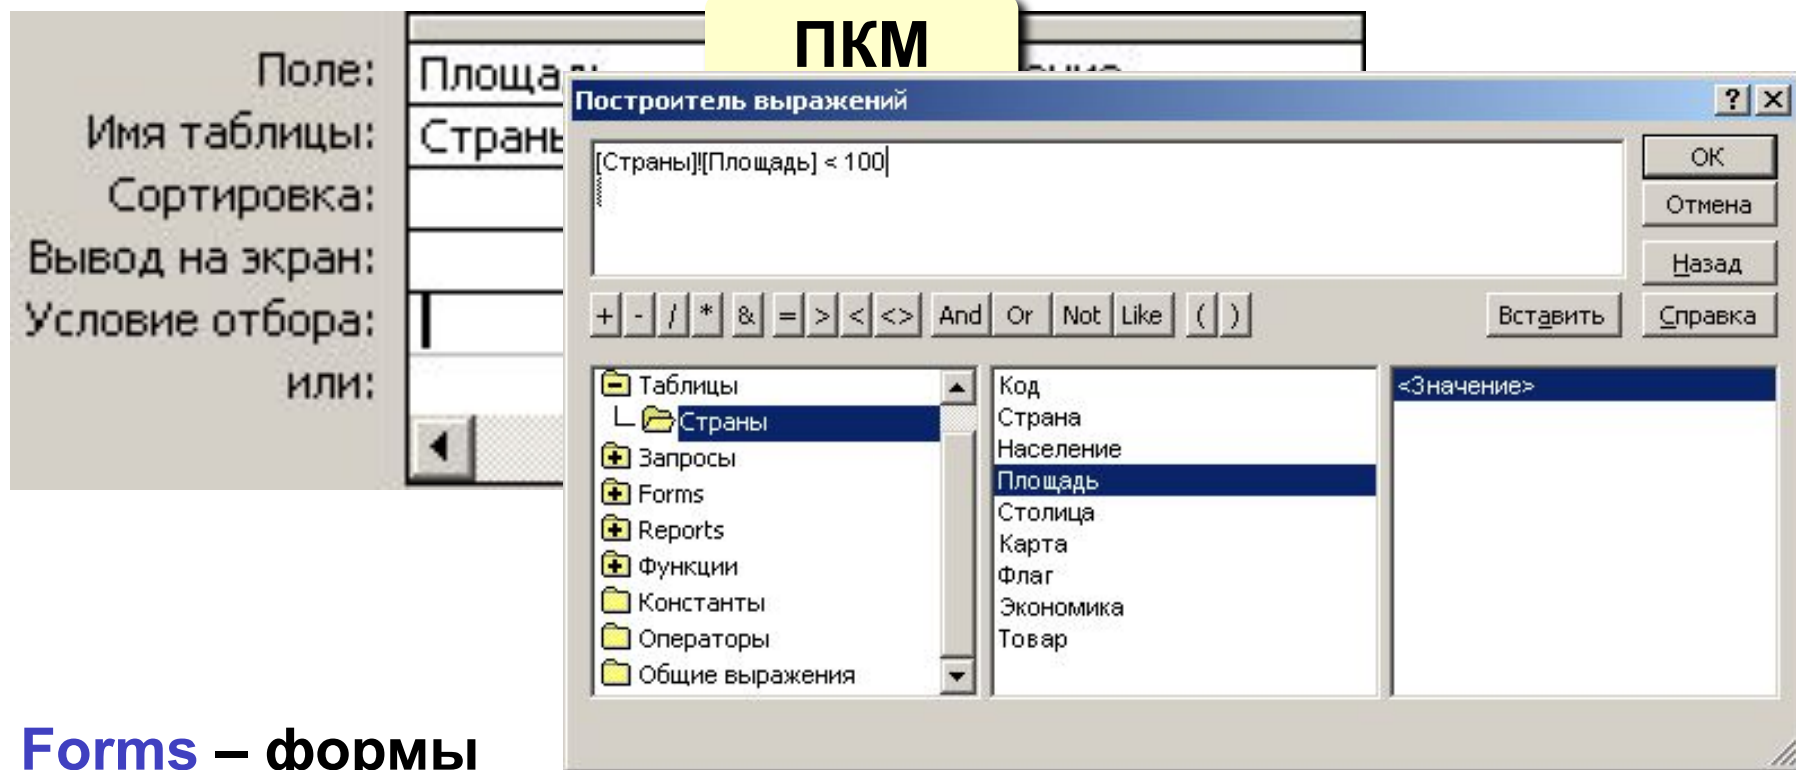 ПКМ
Поле:
Площадь
Имя таблицы:
Страны
Сортировка:
Вывод на экран:
Условие отбора:
или:
Построитель выражений
[Страны]![Площадь] < 100
ОК
Отмена
Назад
+ - / * & = > < <> And Or Not Like ( )
Вставить
Справка
Таблицы
Страны
Запросы
Forms
Reports
Функции
Константы
Операторы
Общие выражения
Код
Страна
Население
Площадь
Столица
Карта
Флаг
Экономика
Товар
<Значение>
Forms – формы